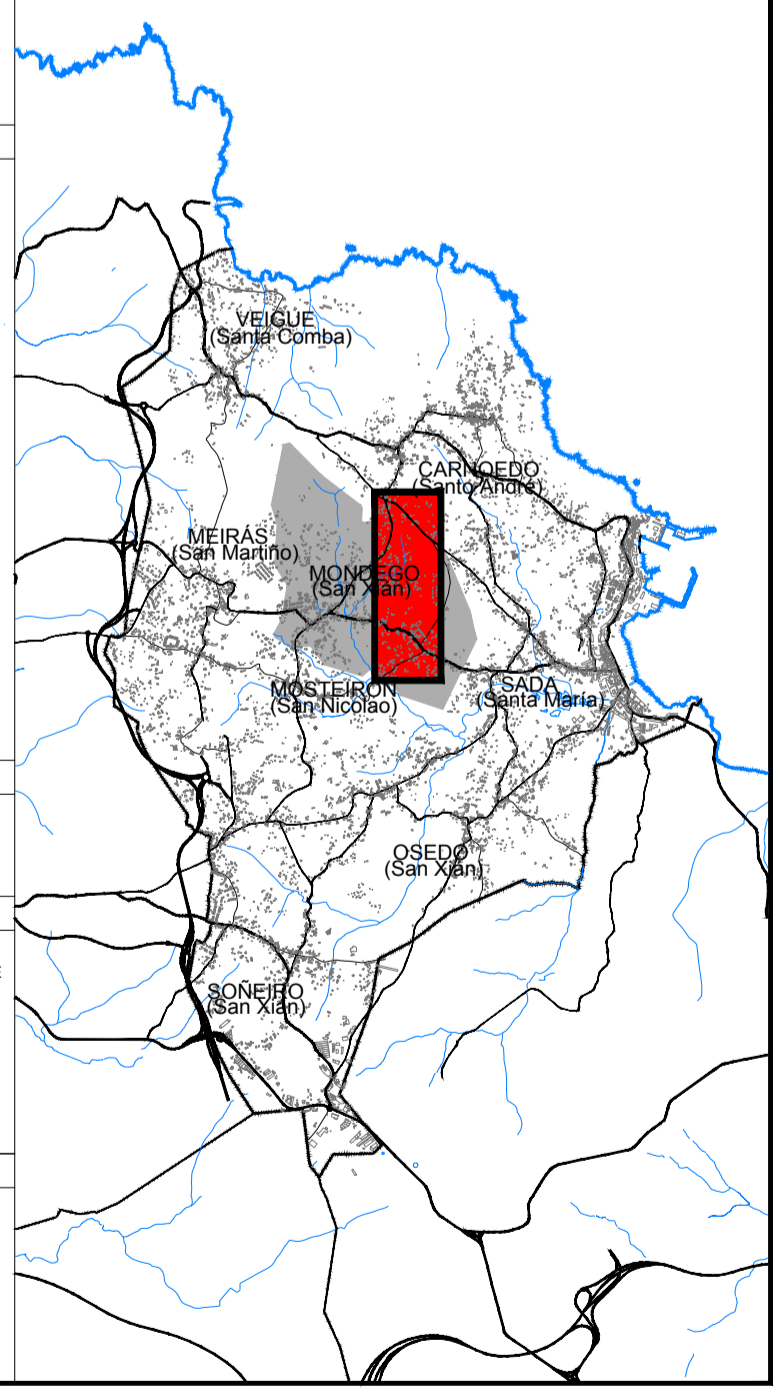 VEIGUE
(Santa Comba)
CARNOEDO
(Santo André)
MEIRÁS
(San Martiño)
MONDEGO
(San Xián)
MOSTEIRÓN
(San Nicolao)
SADA
(Santa María)
OSEDO
(San Xián)
SOÑEIRO
(San Xián)